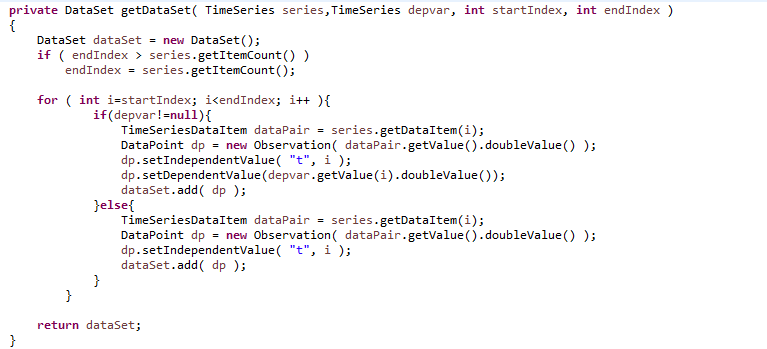 private DataSet getDataSet( TimeSeries series,TimeSeries depvar, int startIndex, int endIndex )
{
    DataSet dataSet = new DataSet();
    if ( endIndex > series.getItemCount() )
        endIndex = series.getItemCount();

    for ( int i=startIndex; i<endIndex; i++ ){
            if(depvar!=null){
                TimeSeriesDataItem dataPair = series.getDataItem(i);
                DataPoint dp = new Observation( dataPair.getValue().doubleValue() );
                dp.setIndependentValue( "t", i );
                dp.setDependentValue(depvar.getValue(i).doubleValue());
                dataSet.add( dp );
            }else{
                TimeSeriesDataItem dataPair = series.getDataItem(i);
                DataPoint dp = new Observation( dataPair.getValue().doubleValue() );
                dp.setIndependentValue( "t", i );
                dataSet.add( dp );
            }
        }

    return dataSet;
}